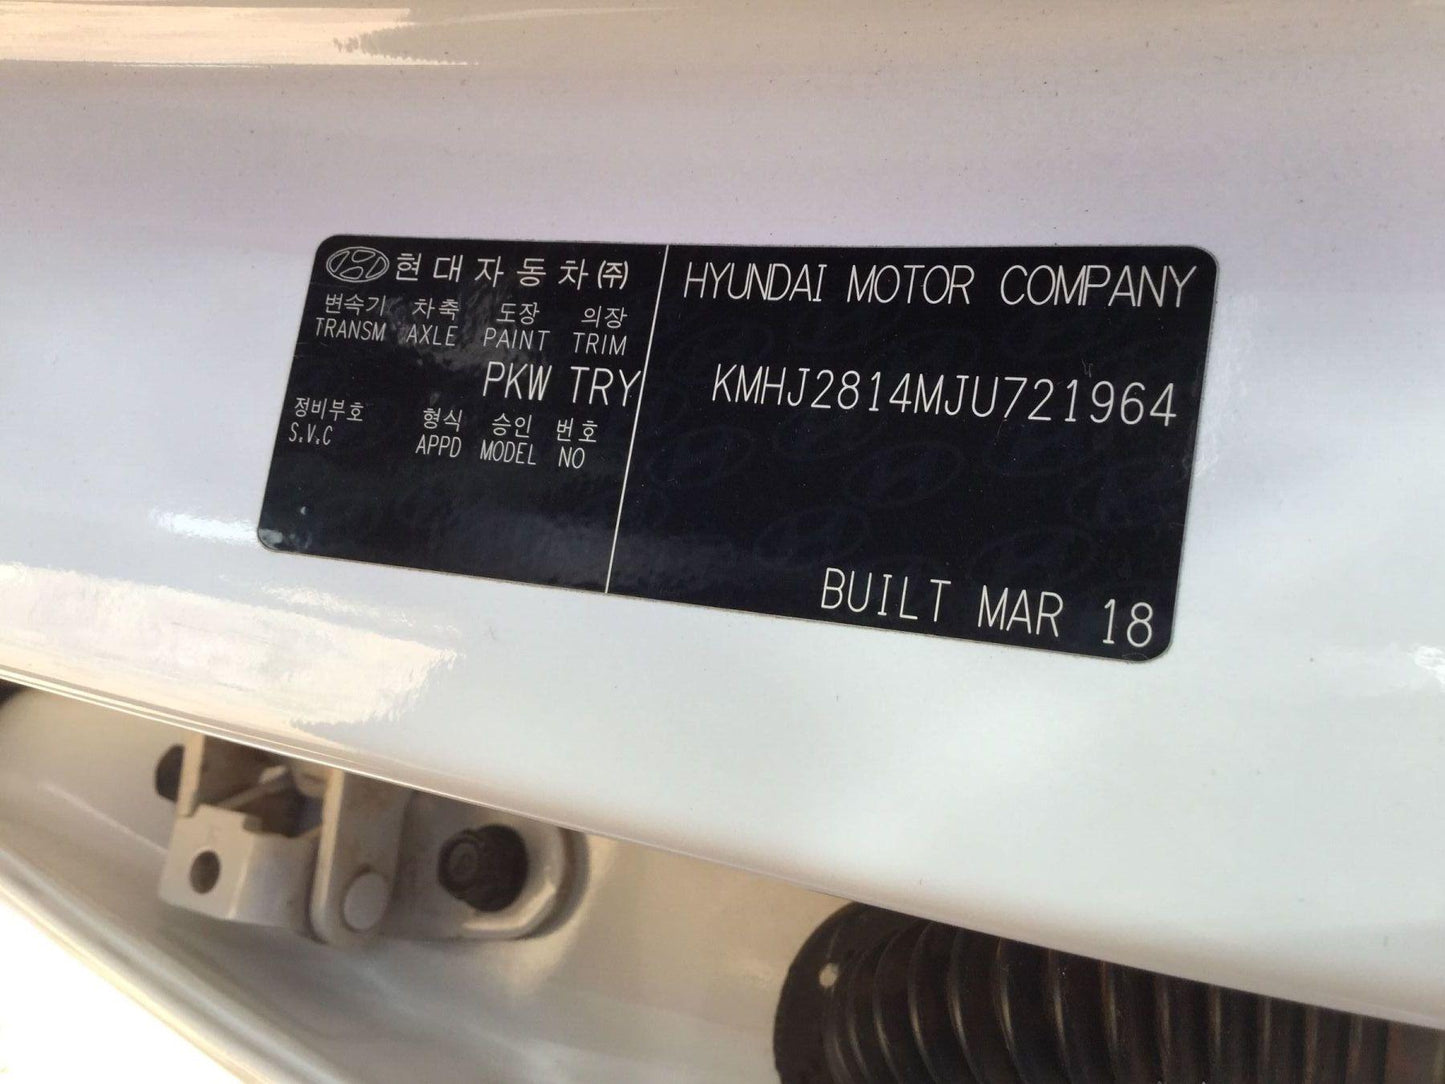 현대자동차㈜
변속기 차축 도장 의장
TRANSM AXLE PAINT TRIM
PKW TRY
정비부호 형식 승인 번호
S.V.C APPD MODEL NO
HYUNDAI MOTOR COMPANY
KMHJ2814MJU721964
BUILT MAR 18